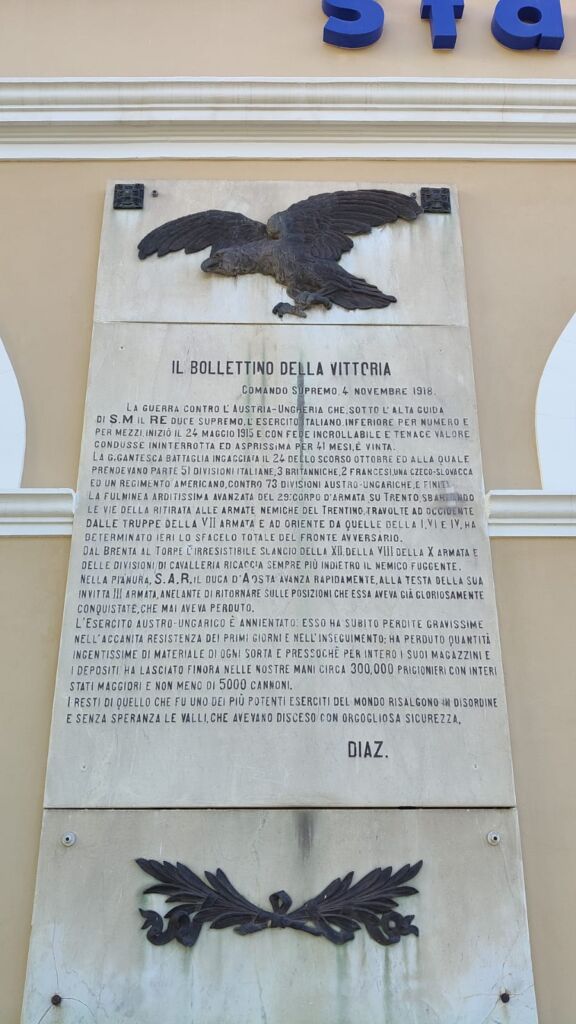 sta
IL BOLLETTINO DELLA VITTORIA
COMANDO SUPREMO, 4 NOVEMBRE 1918.
LA GUERRA CONTRO L'AUSTRIA-UNGHERIA CHE, SOTTO L'ALTA GUIDA
DI S.M. IL RE DUCE SUPREMO, L'ESERCITO ITALIANO, INFERIORE PER NUMERO E
PER MEZZI, INIZIÒ IL 24 MAGGIO 1915 E CON FEDE INCROLLABILE E TENACE VALORE
CONDUSSE ININTERROTTA ED ASPRISSIMA PER 41 MESI, È VINTA.
LA GIGANTESCA BATTAGLIA INGAGGIATA IL 24 DELLO SCORSO OTTOBRE ED ALLA QUALE
PRENDEVANO PARTE 51 DIVISIONI ITALIANE, 3 BRITANNICHE, 2 FRANCESI, UNA CZECO-SLOVACCA
ED UN REGIMENTO AMERICANO, CONTRO 73 DIVISIONI AUSTRO-UNGARICHE, È FINITA.
LA FULMINEA ARDITISSIMA AVANZATA DEL 29° CORPO D'ARMATA SU TRENTO SBARRANDO
LE VIE DELLA RITIRATA ALLE ARMATE NEMICHE DEL TRENTINO, TRAVOLTE AD OCCIDENTE
DALLE TRUPPE DELLA VII ARMATA E AD ORIENTE DA QUELLE DELLA I, VI E IV, HA
DETERMINATO IERI LO SFACELO TOTALE DEL FRONTE AVVERSARIO.
DAL BRENTA AL TORRE L'IRRESISTIBILE SLANCIO DELLA XII, DELLA VIII DELLA X ARMATA E
DELLE DIVISIONI DI CAVALLERIA RICACCIA SEMPRE PIÙ INDIETRO IL NEMICO FUGGENTE.
NELLA PIANURA, S.A.R. IL DUCA D'AOSTA AVANZA RAPIDAMENTE, ALLA TESTA DELLA SUA
INVITTA III ARMATA, ANELANTE DI RITORNARE SULLE POSIZIONI CHE ESSA AVEVA GIÀ GLORIOSAMENTE
CONQUISTATE, CHE MAI AVEVA PERDUTO.
L'ESERCITO AUSTRO-UNGARICO È ANNIENTATO: ESSO HA SUBITO PERDITE GRAVISSIME
NELL'ACCANITA RESISTENZA DEI PRIMI GIORNI E NELL'INSEGUIMENTO; HA PERDUTO QUANTITÀ
INGENTISSIME DI MATERIALE DI OGNI SORTA E PRESSOCHÈ PER INTERO I SUOI MAGAZZINI E
I DEPOSITI HA LASCIATO FINORA NELLE NOSTRE MANI CIRCA 300,000 PRIGIONIERI CON INTERI
STATI MAGGIORI E NON MENO DI 5000 CANNONI.
I RESTI DI QUELLO CHE FU UNO DEI PIÙ POTENTI ESERCITI DEL MONDO RISALGONO IN DISORDINE
E SENZA SPERANZA LE VALLI, CHE AVEVANO DISCESO CON ORGOGLIOSA SICUREZZA.
DIAZ.